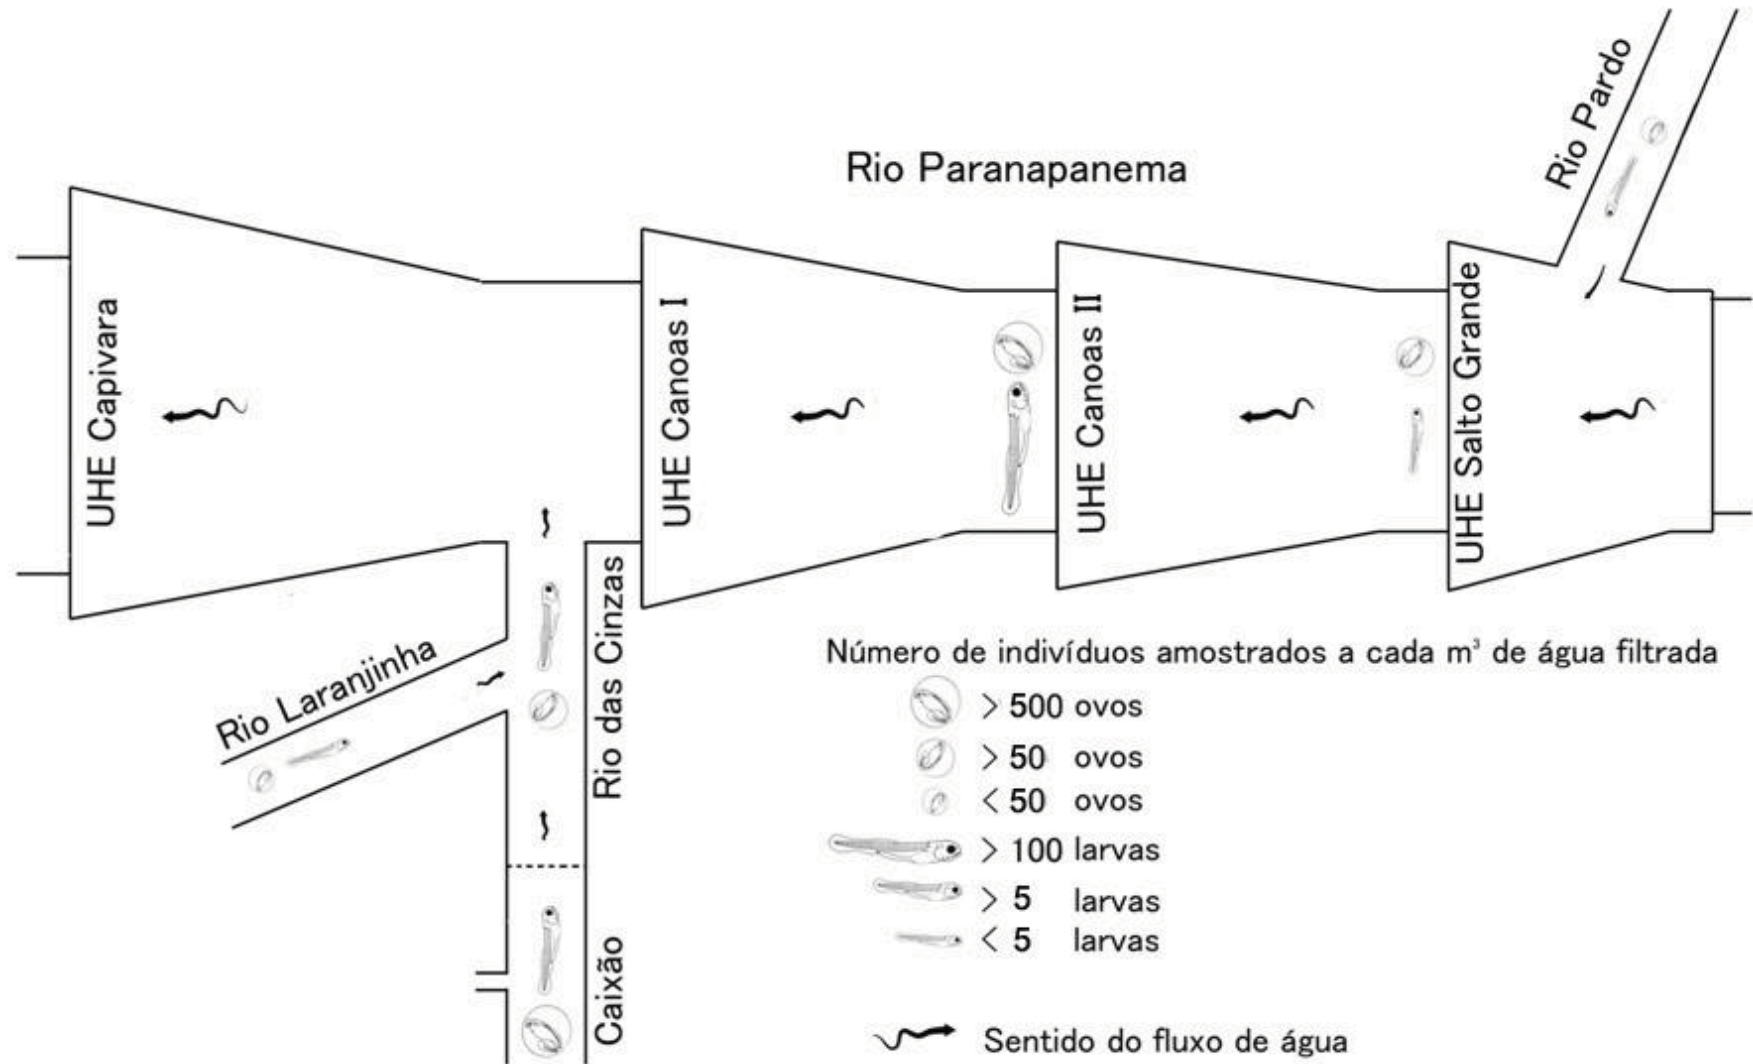 Rio Pardo
Rio Paranapanema
UHE Capivara
UHE Canoas I
UHE Canoas II
UHE Salto Grande
Rio Laranjinha
Rio das Cinzas
Caixão
Número de indivíduos amostrados a cada m³ de água filtrada
> 500 ovos
> 50 ovos
< 50 ovos
> 100 larvas
> 5 larvas
< 5 larvas
Sentido do fluxo de água